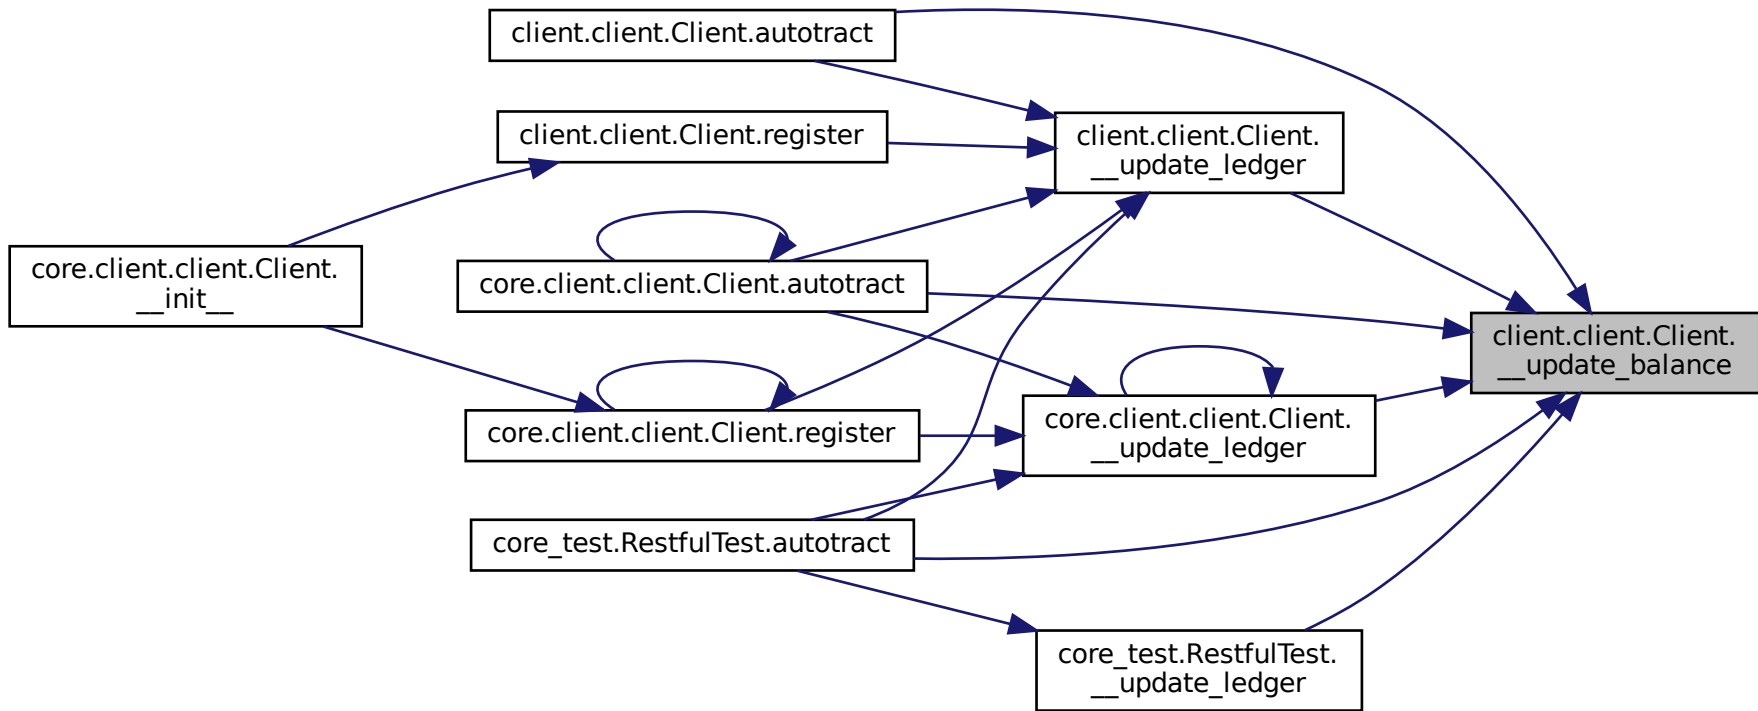 client.client.Client.autotract
client.client.Client.register
client.client.Client.
__update_ledger
core.client.client.Client.
__init__
core.client.client.Client.autotract
client.client.Client.
__update_balance
core.client.client.Client.register
core.client.client.Client.
__update_ledger
core_test.RestfulTest.autotract
core_test.RestfulTest.
__update_ledger